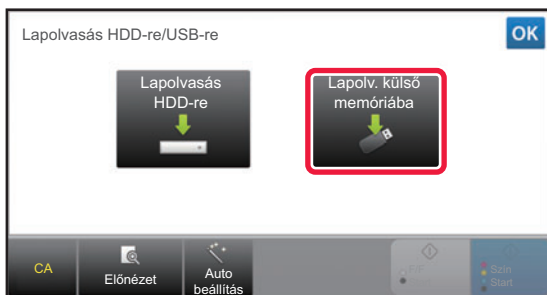 Lapolvasás HDD-re/USB-re
OK
Lapolvasás
HDD-re
Lapolv. külső
memóriába
CA
Előnézet
Auto
beállítás
F/F
Szín
Start